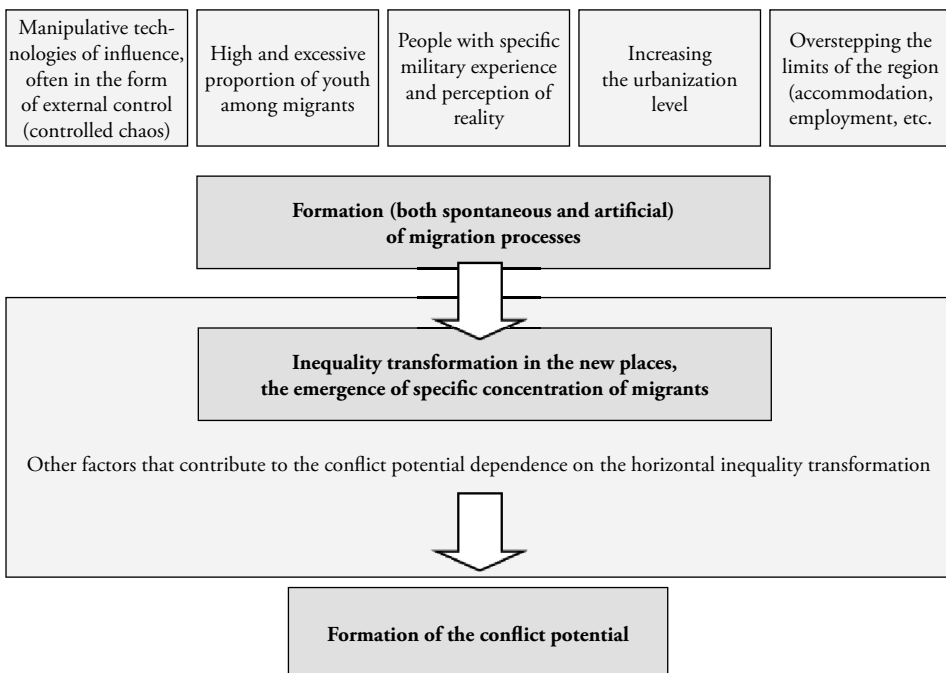 Manipulative tech-
nologies of influence,
often in the form
of external control
(controlled chaos)
High and excessive
proportion of youth
among migrants
People with specific
military experience
and perception of
reality
Increasing
the urbanization
level
Overstepping the
limits of the region
(accommodation,
employment, etc.
Formation (both spontaneous and artificial)
of migration processes
Inequality transformation in the new places,
the emergence of specific concentration of migrants
Other factors that contribute to the conflict potential dependence on the horizontal inequality transformation
Formation of the conflict potential